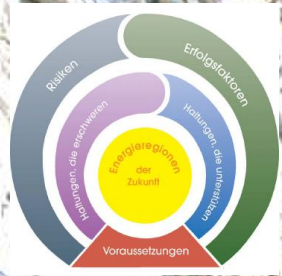 Risiken
Erfolgsfaktoren
Haltungen, die erschweren
Haltungen, die unterstützen
Energieregionen
der
Zukunft
Voraussetzungen